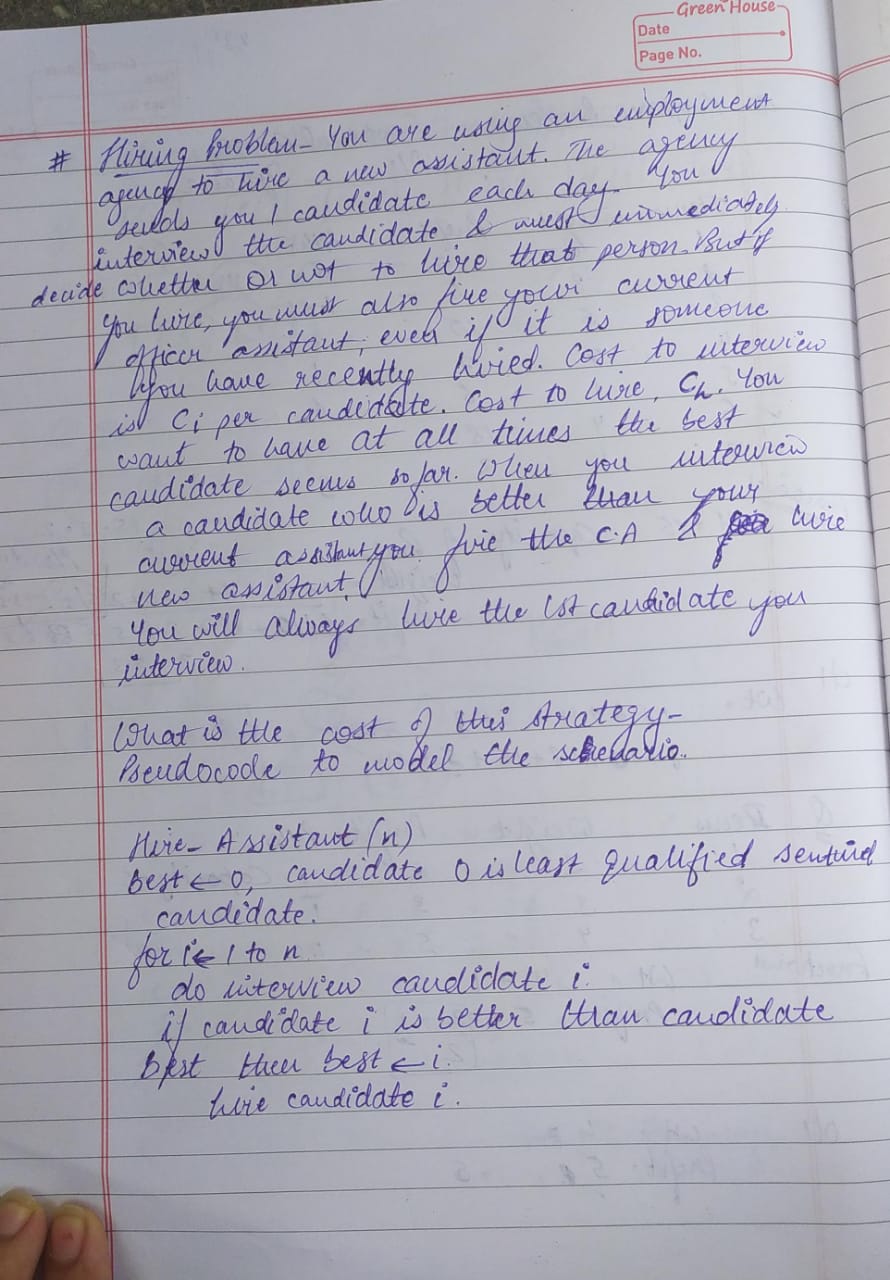 Green House
Date
Page No.
# Hiring Problem - You are using an employment
agency to hire a new assistant. The agency
sends you 1 candidate each day. You
interview the candidate & must immediately
decide whether or not to hire that person. But if
you hire, you must also fire your current
officer assistant, even if it is someone
you have recently hired. Cost to interview
is Ci per candidate. Cost to hire, Ch. You
want to have at all times the best
candidate seems so far. When you interview
a candidate who is better than your
current assistant you fire the C.A & hire
new assistant.
You will always hire the 1st candidate you
interview.
What is the cost of this strategy-
Pseudocode to model the scenario.
Hire- Assistant (n)
best ← 0, candidate 0 is least qualified
candidate.
for i ← 1 to n
do interview candidate i.
if candidate i is better than candidate
best then best ← i.
hire candidate i.